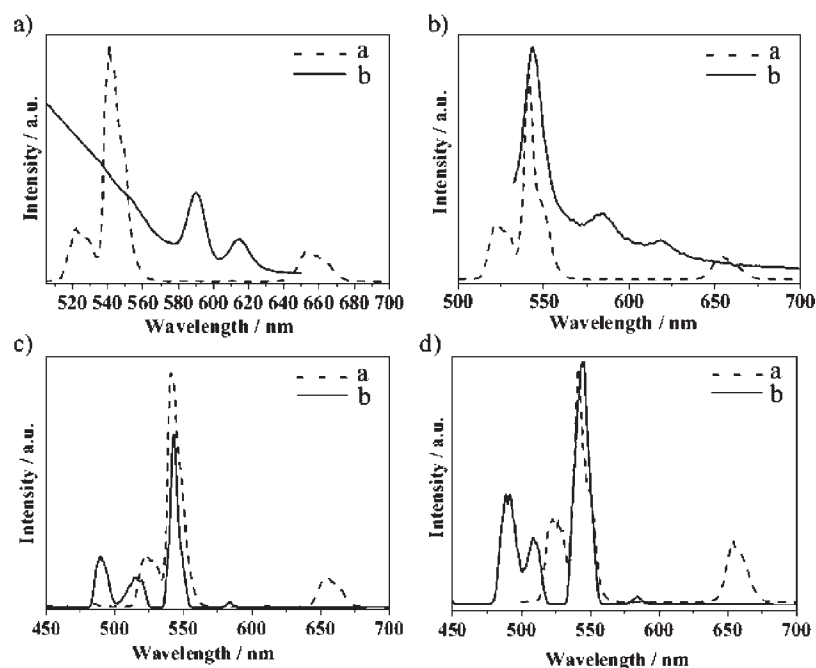 a)
a
b
Intensity / a.u.
520 540 560 580 600 620 640 660 680 700
Wavelength / nm
b)
a
b
Intensity / a.u.
500 550 600 650 700
Wavelength / nm
c)
a
b
Intensity / a.u.
450 500 550 600 650 700
Wavelength / nm
d)
a
b
Intensity / a.u.
450 500 550 600 650 700
Wavelength / nm